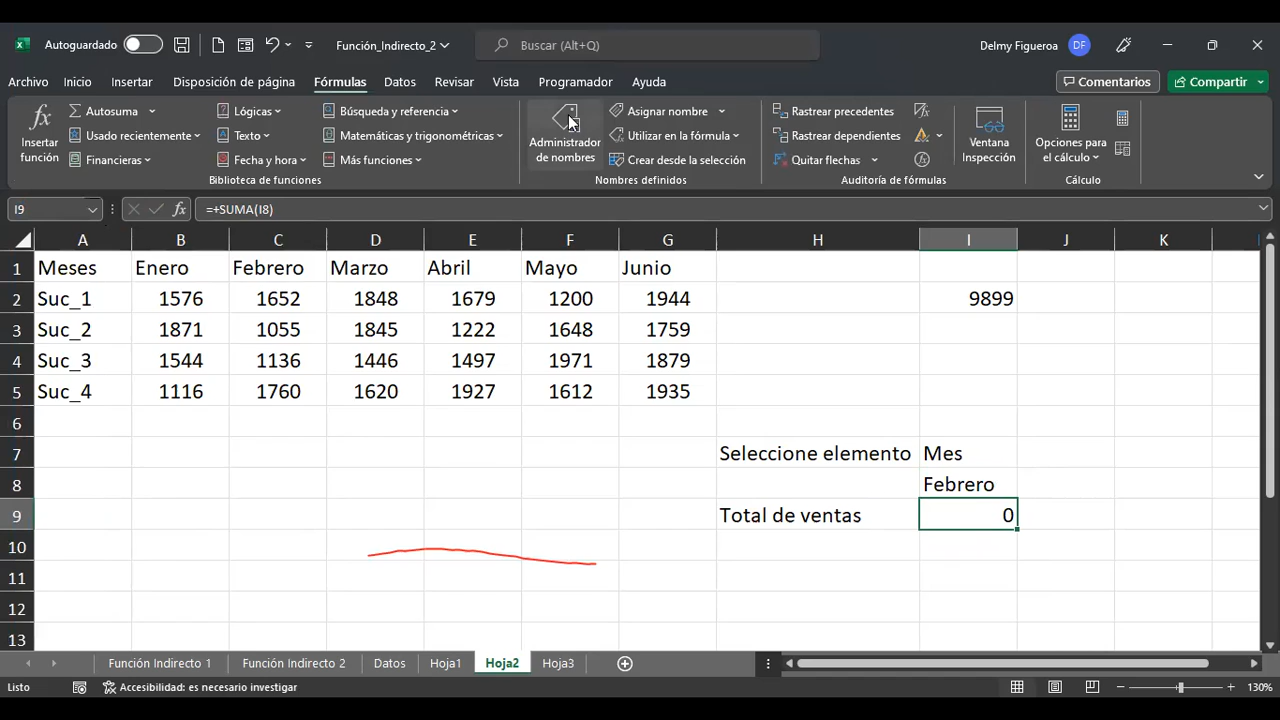 Autoguardado
Función_Indirecto_2
Buscar (Alt+Q)
Delmy Figueroa
DF
Archivo Inicio Insertar Disposición de página Fórmulas Datos Revisar Vista Programador Ayuda
Comentarios
Compartir
Insertar función
Autosuma
Usado recientemente
Financieras
Lógicas
Texto
Fecha y hora
Búsqueda y referencia
Matemáticas y trigonométricas
Más funciones
Biblioteca de funciones
Administrador de nombres
Asignar nombre
Utilizar en la fórmula
Crear desde la selección
Nombres definidos
Rastrear precedentes
Rastrear dependientes
Quitar flechas
Auditoría de fórmulas
Ventana Inspección
Opciones para el cálculo
Cálculo
I9
fx
=+SUMA(I8)
A B C D E F G H I J K
1 Meses Enero Febrero Marzo Abril Mayo Junio
2 Suc_1 1576 1652 1848 1679 1200 1944 9899
3 Suc_2 1871 1055 1845 1222 1648 1759
4 Suc_3 1544 1136 1446 1497 1971 1879
5 Suc_4 1116 1760 1620 1927 1612 1935
6
7 Seleccione elemento Mes
8 Febrero
9 Total de ventas 0
10
11
12
13
Función Indirecto 1 Función Indirecto 2 Datos Hoja1 Hoja2 Hoja3
Listo
Accesibilidad: es necesario investigar
130%